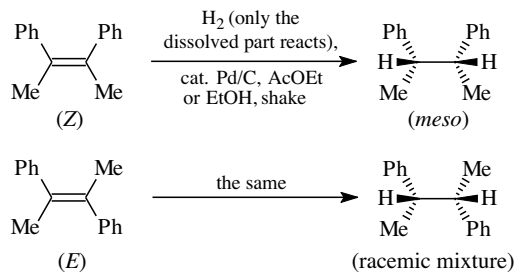 Ph Ph
Me Me
(Z)
H2 (only the
dissolved part reacts),
cat. Pd/C, AcOEt
or EtOH, shake
Ph Ph
H H
Me Me
(meso)
Ph Me
Me Ph
(E)
the same
Ph Me
H H
Me Ph
(racemic mixture)